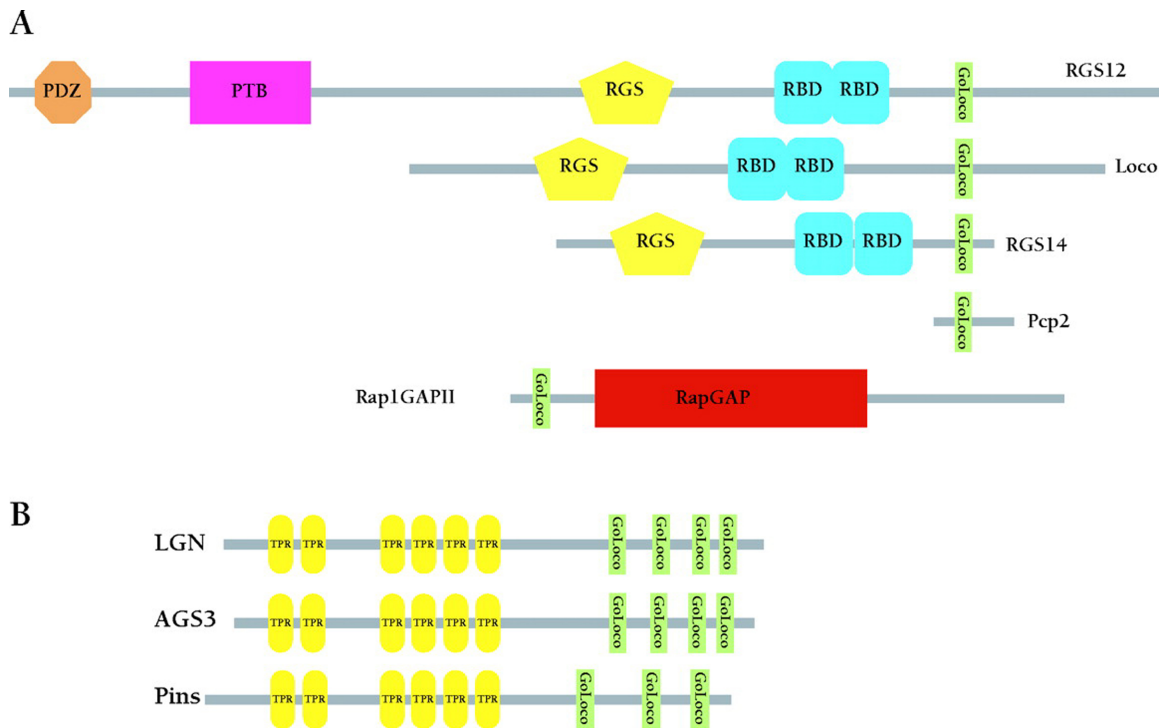 A
PDZ PTB RGS RBD RBD GoLoco RGS12
RGS RBD RBD GoLoco Loco
RGS RBD RBD GoLoco RGS14
GoLoco Pcp2
Rap1GAPII GoLoco RapGAP
B
LGN TPR TPR TPR TPR TPR TPR GoLoco GoLoco GoLoco GoLoco
AGS3 TPR TPR TPR TPR TPR TPR GoLoco GoLoco GoLoco GoLoco
Pins TPR TPR TPR TPR TPR TPR GoLoco GoLoco GoLoco